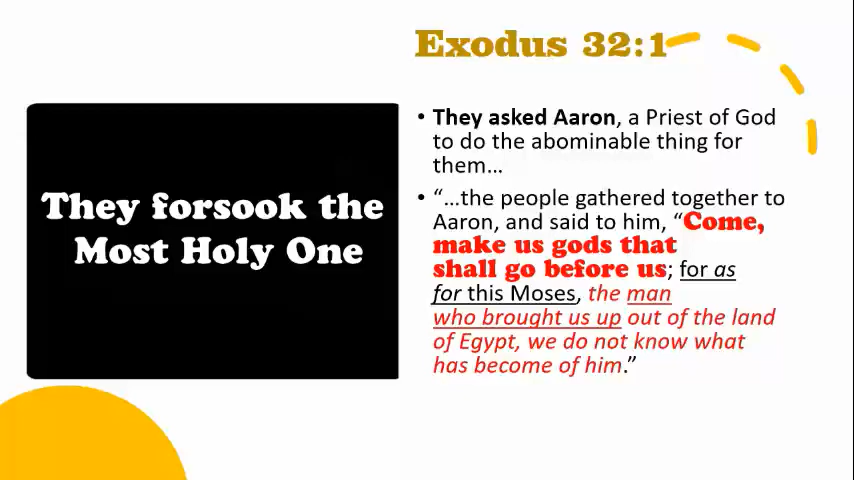 Exodus 32:1
They forsook the
Most Holy One
• They asked Aaron, a Priest of God
to do the abominable thing for
them…
• “…the people gathered together to
Aaron, and said to him, “Come,
make us gods that
shall go before us; for as
for this Moses, the man
who brought us up out of the land
of Egypt, we do not know what
has become of him.”